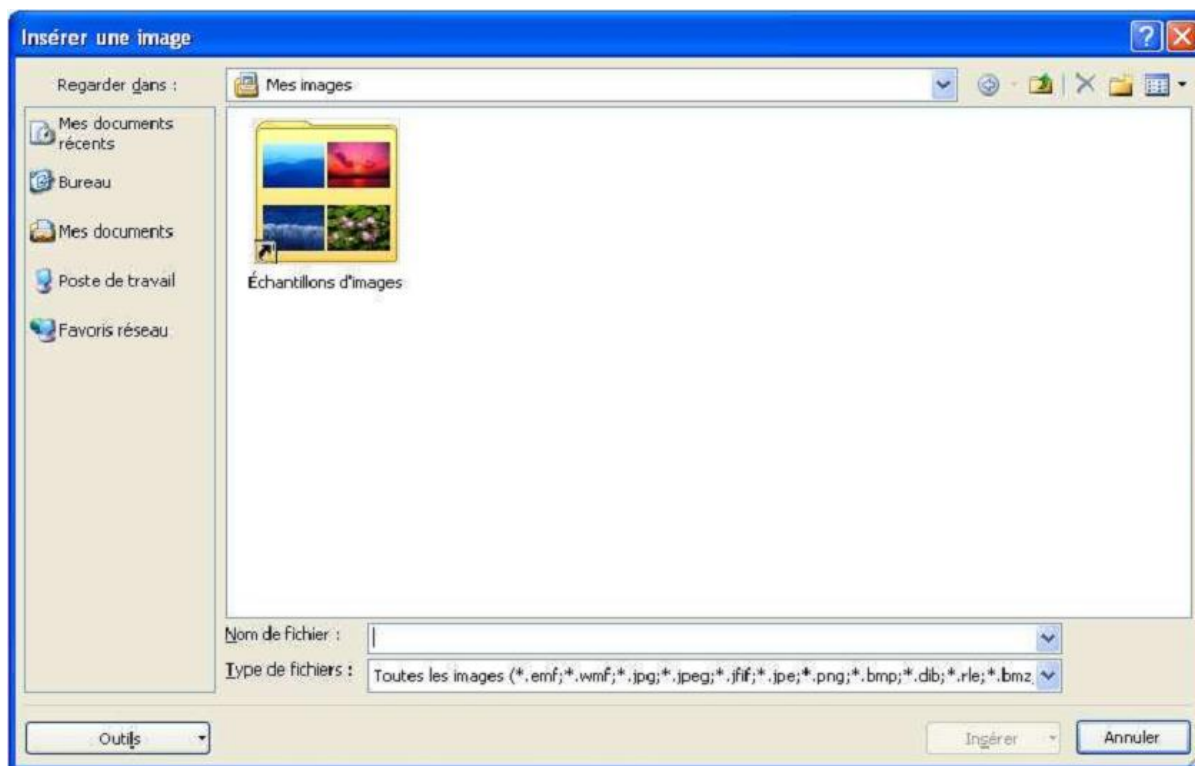 Insérer une image
Regarder dans :
Mes images
Mes documents
récents
Bureau
Mes documents
Poste de travail
Favoris réseau
Échantillons d'images
Nom de fichier :
Type de fichiers :
Toutes les images (*.emf;*.wmf;*.jpg;*.jpeg;*.jfif;*.jpe;*.png;*.bmp;*.dib;*.rle;*.bmz;
Outils
Insérer
Annuler